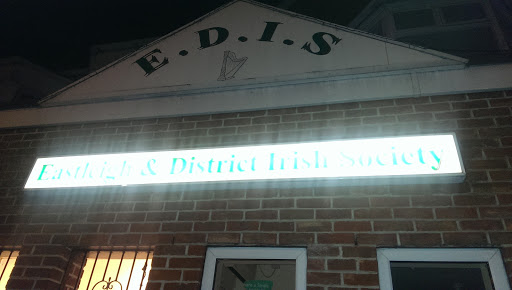 E.D.I.S
Eastleigh & District Irish Society